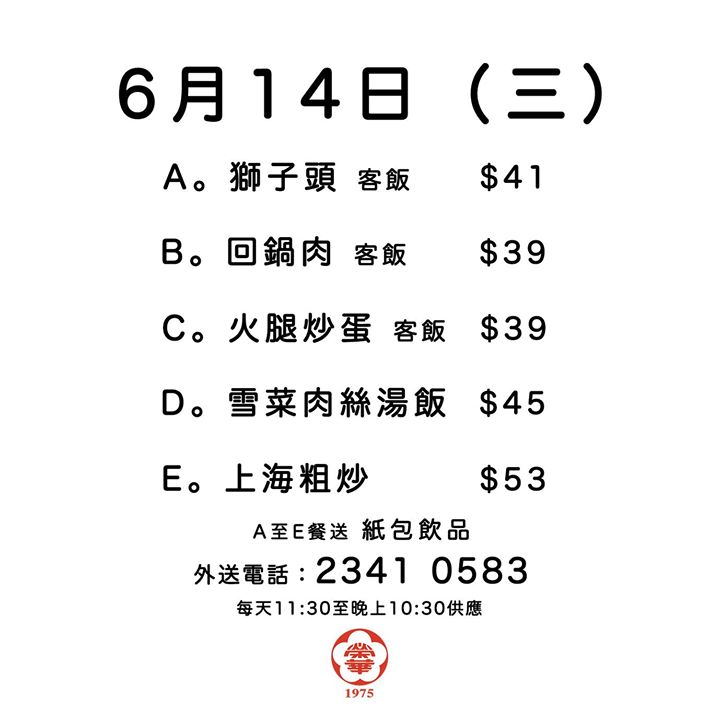 6月14日（三）
A。獅子頭 客飯 $41
B。回鍋肉 客飯 $39
C。火腿炒蛋 客飯 $39
D。雪菜肉絲湯飯 $45
E。上海粗炒 $53
A至E餐送 紙包飲品
外送電話：2341 0583
每天11:30至晚上10:30供應
榮華
1975